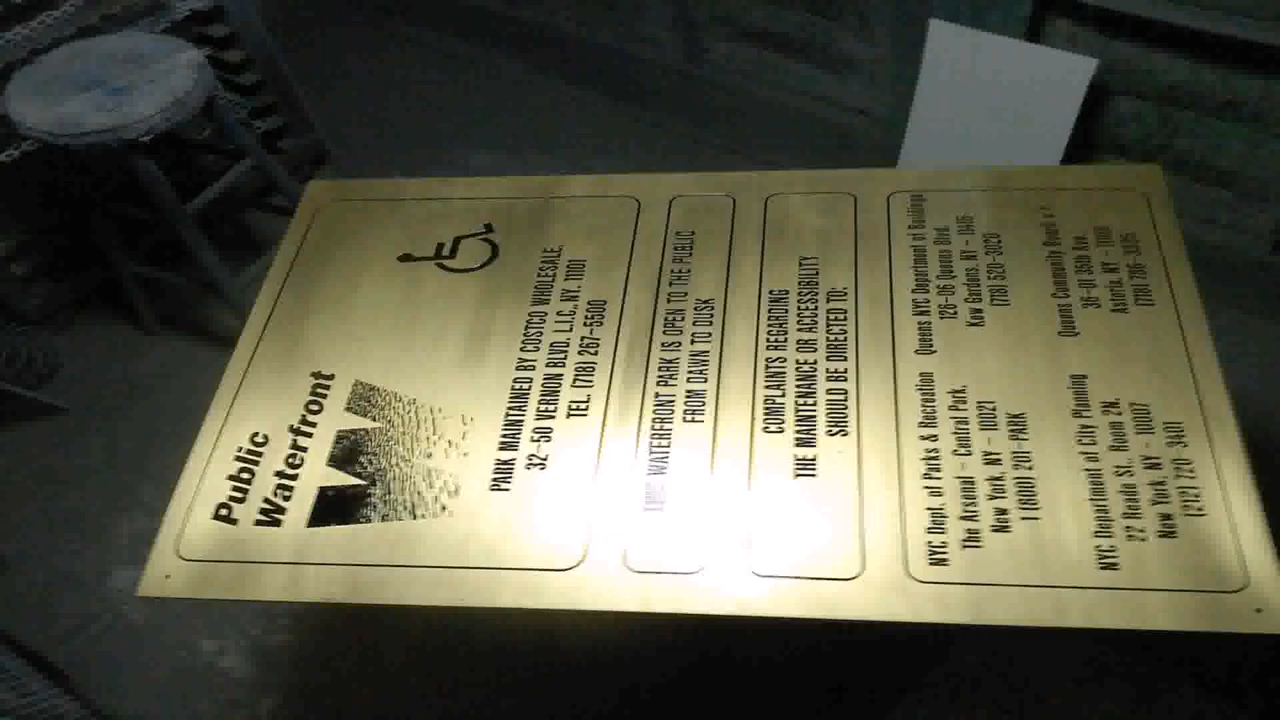 Public
Waterfront
PARK MAINTAINED BY COSTCO WHOLESALE,
32-50 VERNON BLVD. L.I.C., NY. 11101
TEL. (718) 267-5500
WATERFRONT PARK IS OPEN TO THE PUBLIC
FROM DAWN TO DUSK
COMPLAINTS REGARDING
THE MAINTENANCE OR ACCESSIBILITY
SHOULD BE DIRECTED TO:
NYC Dept. of Parks & Recreation
The Arsenal - Central Park,
New York, NY - 10021
1 (800) 201-PARK
Queens NYC Department of Buildings
126-06 Queens Blvd.
Kew Gardens, NY - 11415
(718) 520-3920
NYC Department of City Planning
22 Reade St. Room 2N,
New York, NY - 10007
(212) 720-3401
Queens Community Board
36-01 35th Ave.
Astoria, NY -
(718) 786-3335